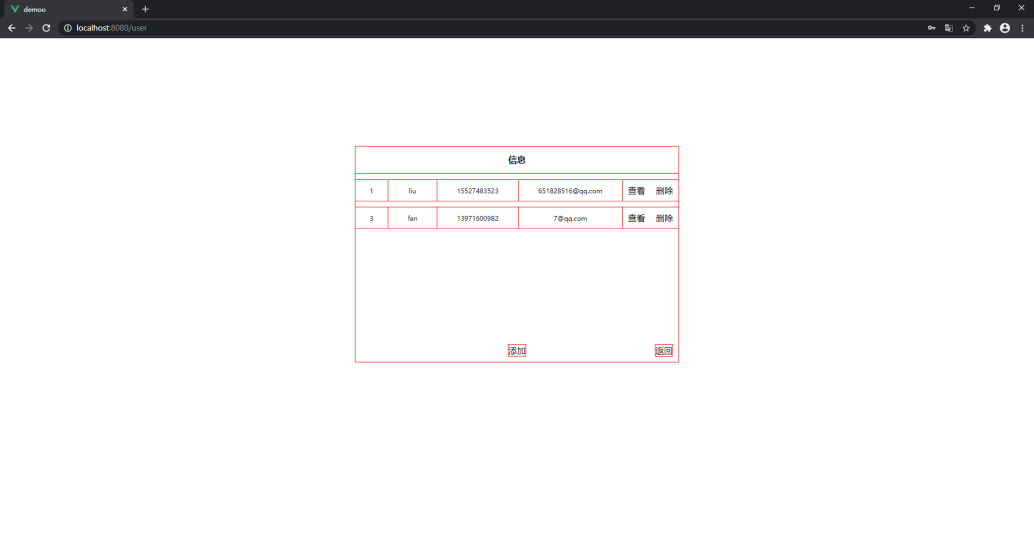 demoo
localhost:8080/user
信息
1 liu 15527483523 651828516@qq.com 查看 删除
3 fan 13971600982 7@qq.com 查看 删除
添加 返回